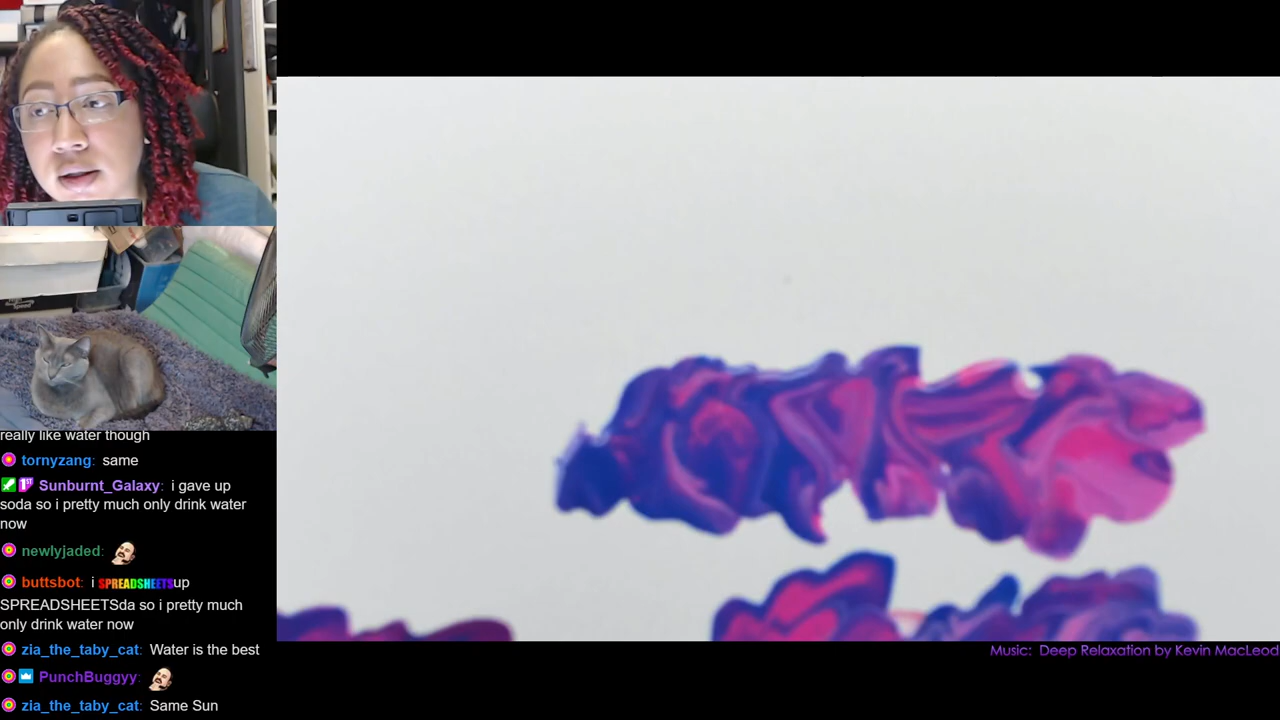 really like water though
tornyzang: same
Sunburnt_Galaxy: i gave up
soda so i pretty much only drink water
now
newlyjaded:
buttsbot: i SPREADSHEETSup
SPREADSHEETSda so i pretty much
only drink water now
zia_the_taby_cat: Water is the best
PunchBuggyy:
zia_the_taby_cat: Same Sun
Music: Deep Relaxation by Kevin MacLeod